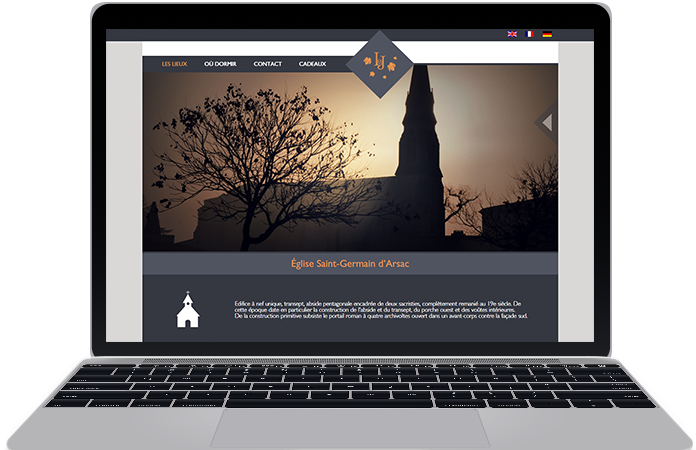 LES LIEUX OÙ DORMIR CONTACT CADEAUX
L J
Église Saint-Germain d'Arsac
Edifice à nef unique, transept, abside pentagonale encadrée de deux sacristies, complètement remanié au 19e siècle. De
cette époque date en particulier la construction de l'abside et du transept, du porche ouest et des voûtes intérieures.
De la construction primitive subsiste le portail roman à quatre archivoltes ouvert dans un avant-corps contre la façade sud.